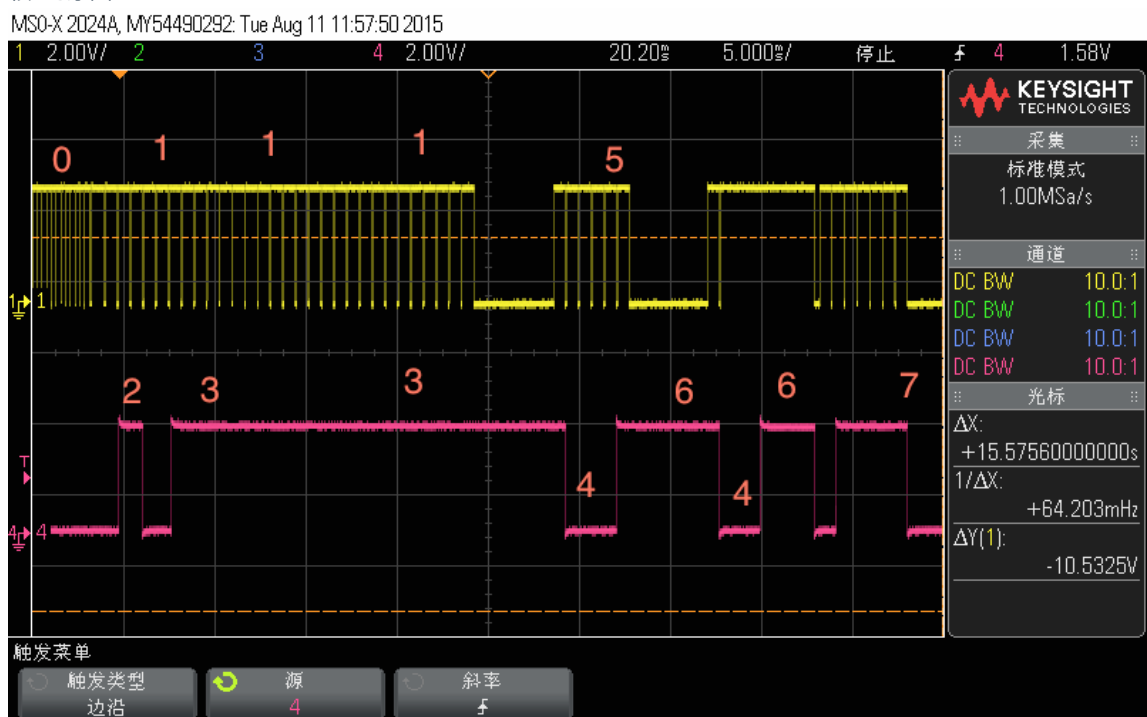 MSO-X 2024A, MY54490292: Tue Aug 11 11:57:50 2015
1 2.00V/ 2 3 4 2.00V/ 20.20s 5.000s/ 停止 4 1.58V
KEYSIGHT
TECHNOLOGIES
采集
标准模式
1.00MSa/s
通道
DC BW 10.0:1
DC BW 10.0:1
DC BW 10.0:1
DC BW 10.0:1
光标
ΔX:
+15.57560000000s
1/ΔX:
+64.203mHz
ΔY(1):
-10.5325V
0 1 1 1 5
1 1
2 3 3 6 6 7
T
4 4
4 4
触发菜单
触发类型 源 斜率
边沿 4